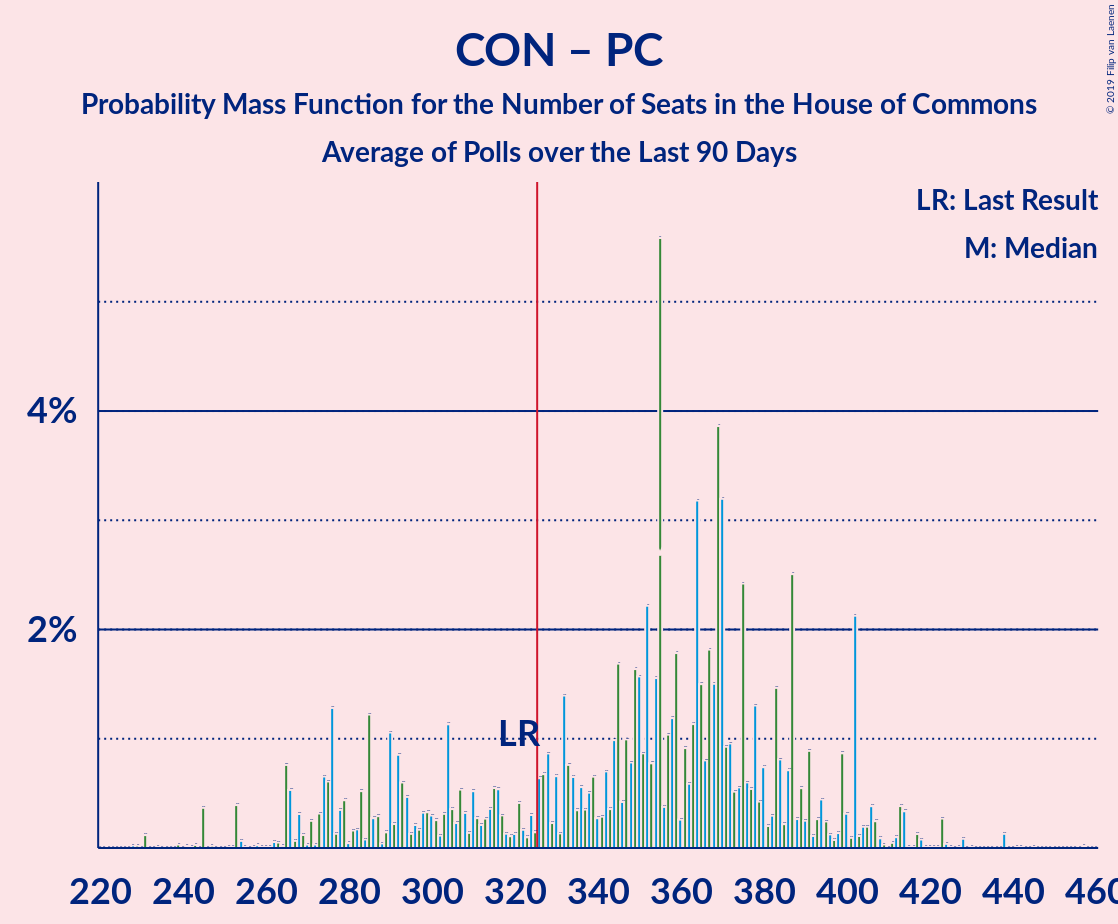 CON – PC
Probability Mass Function for the Number of Seats in the House of Commons
Average of Polls over the Last 90 Days
© 2019 Filip van Laenen
LR: Last Result
M: Median
4%
2%
LR
220 240 260 280 300 320 340 360 380 400 420 440 460